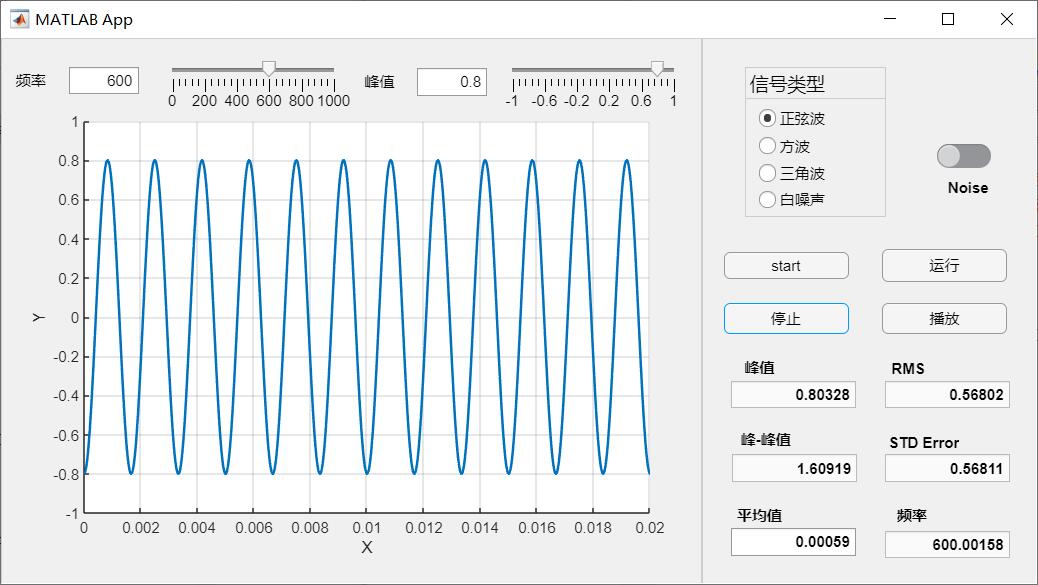 MATLAB App
频率
600
0 200 400 600 800 1000
峰值
0.8
-1 -0.6 -0.2 0.2 0.6 1
1
0.8
0.6
0.4
0.2
0
-0.2
-0.4
-0.6
-0.8
-1
Y
0 0.002 0.004 0.006 0.008 0.01 0.012 0.014 0.016 0.018 0.02
X
信号类型
正弦波
方波
三角波
白噪声
Noise
start
运行
停止
播放
峰值
RMS
0.80328
0.56802
峰-峰值
STD Error
1.60919
0.56811
平均值
频率
0.00059
600.00158